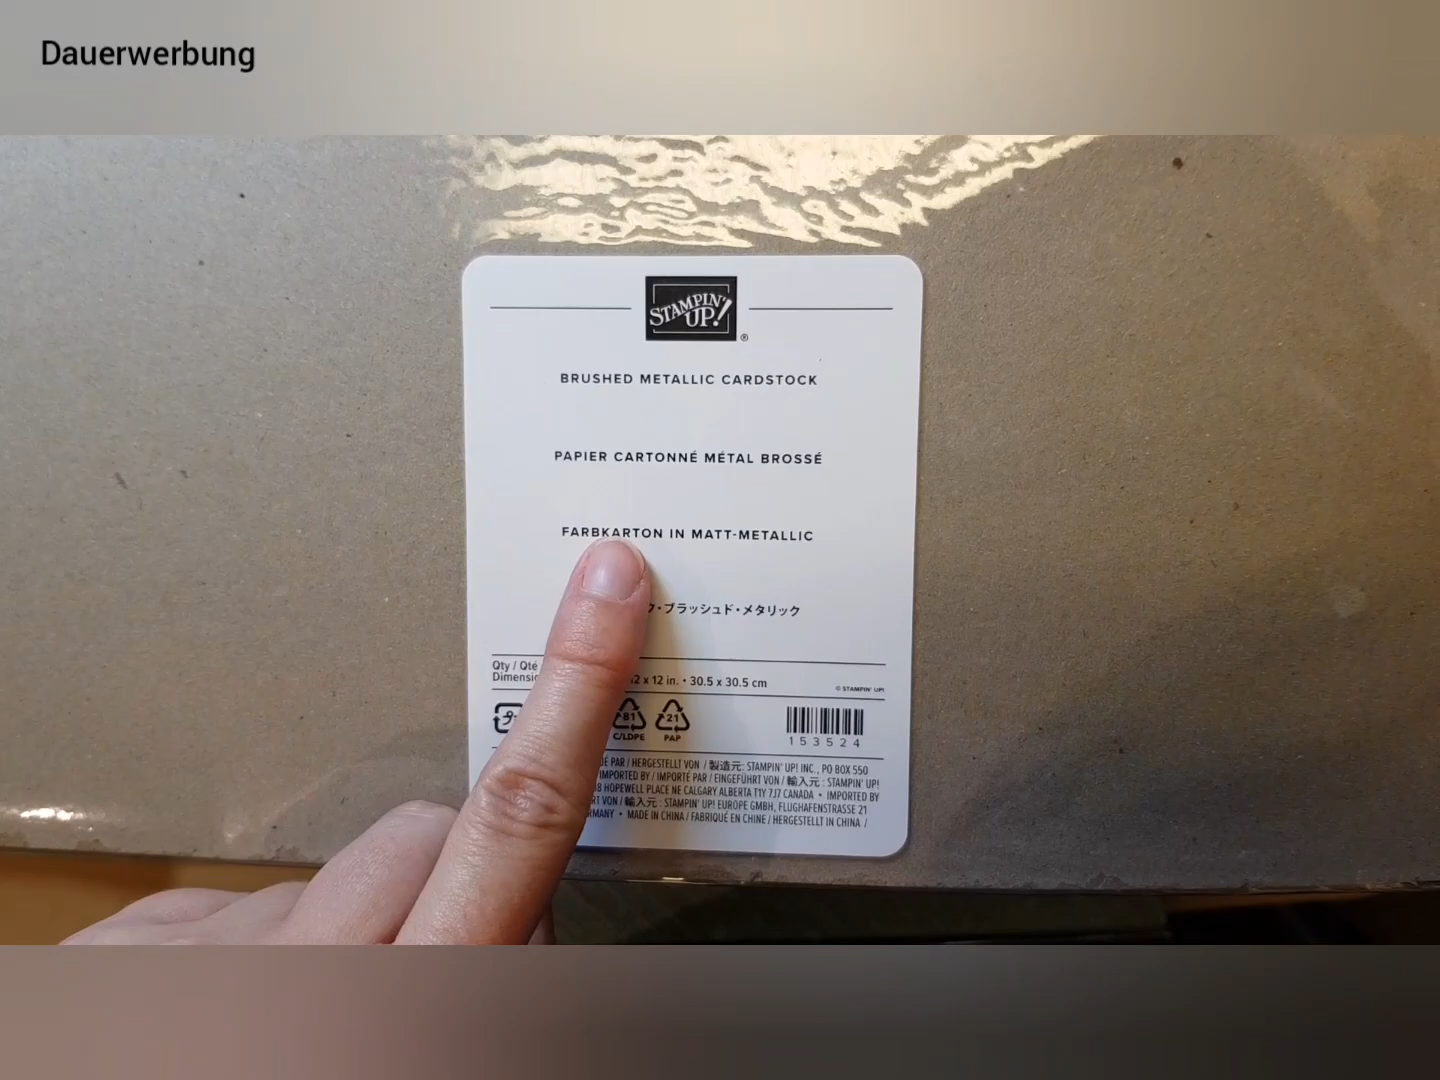 Dauerwerbung
STAMPIN' UP!®
BRUSHED METALLIC CARDSTOCK
PAPIER CARTONNÉ MÉTAL BROSSÉ
FARBKARTON IN MATT-METALLIC
ク・ブラッシュド・メタリック
Qty / Qté
12 x 12 in. • 30.5 x 30.5 cm
© STAMPIN' UP!
81 21
C/LDPE PAP
153524
PAR / HERGESTELLT VON / 製造元: STAMPIN' UP! INC., PO BOX 550
IMPORTED BY / IMPORTÉ PAR / EINGEFÜHRT VON / 輸入元: STAMPIN' UP!
HOPEWELL PLACE NE CALGARY ALBERTA T1Y 7J7 CANADA • IMPORTED BY
VON / 輸入元: STAMPIN' UP! EUROPE GMBH, FLUGHAFENSTRASSE 21
• MADE IN CHINA / FABRIQUÉ EN CHINE / HERGESTELLT IN CHINA /